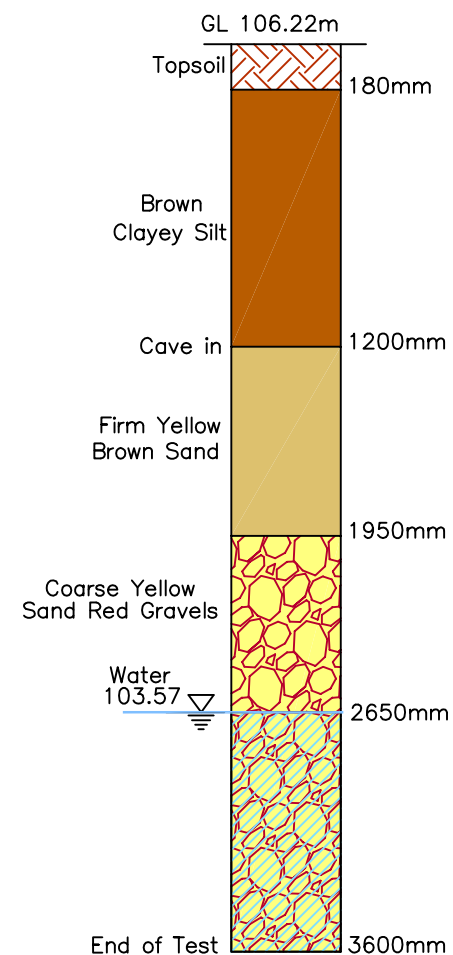 GL 106.22m
Topsoil
180mm
Brown
Clayey Silt
Cave in
1200mm
Firm Yellow
Brown Sand
1950mm
Coarse Yellow
Sand Red Gravels
Water
103.57
2650mm
End of Test
3600mm